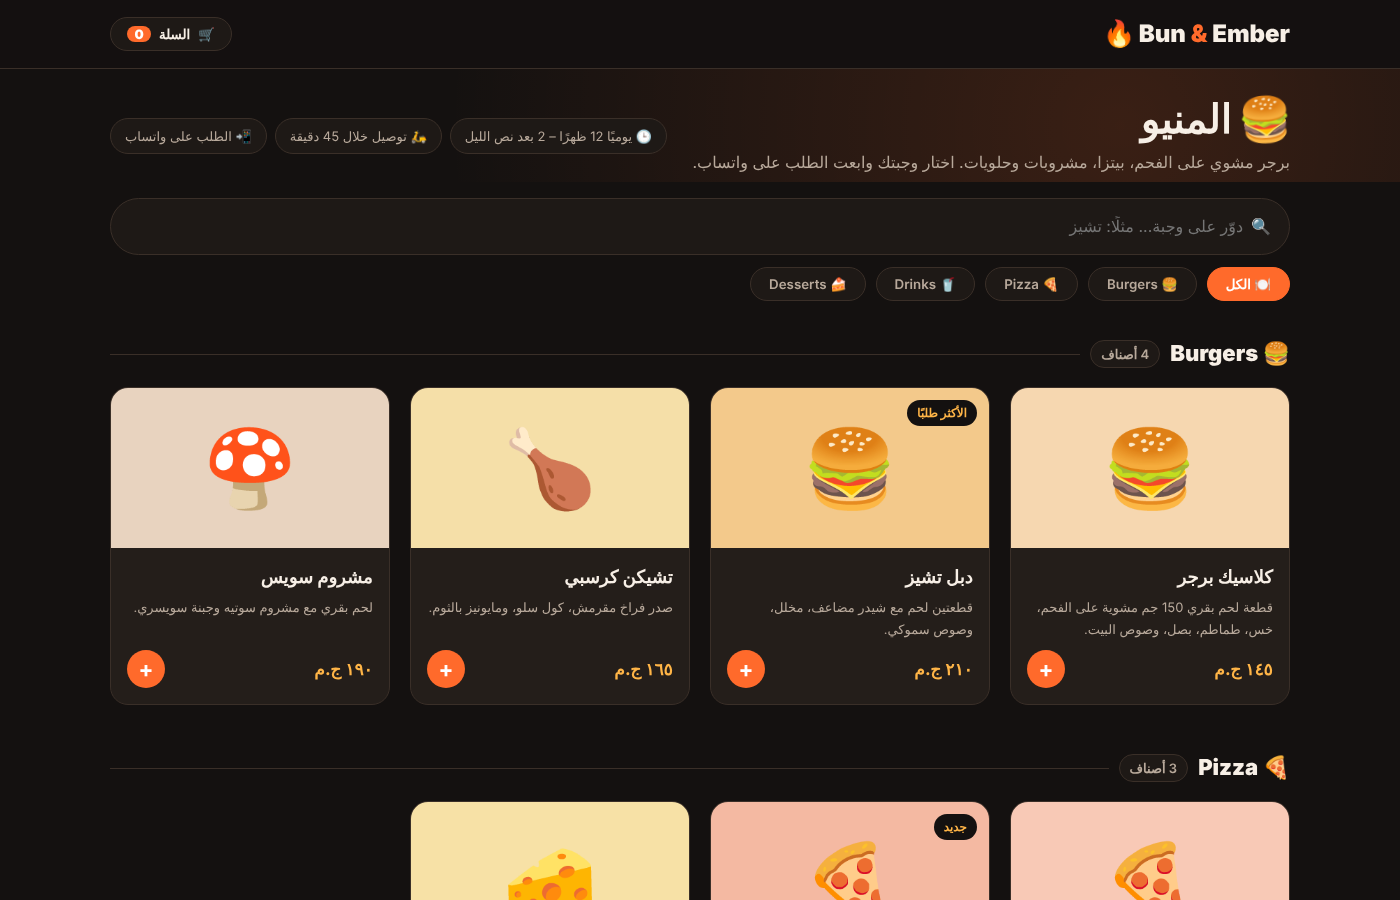 Bun & Ember
السلة 0
المنيو
برجر مشوي على الفحم، بيتزا، مشروبات وحلويات. اختار وجبتك وابعت الطلب على واتساب.
يوميًا 12 ظهرًا – 2 بعد نص الليل
توصيل خلال 45 دقيقة
الطلب على واتساب
دوّر على وجبة... مثلًا: تشيز
الكل
Burgers
Pizza
Drinks
Desserts
Burgers
4 أصناف
كلاسيك برجر
قطعة لحم بقري 150 جم مشوية على الفحم،
خس، طماطم، بصل، وصوص البيت.
١٤٥ ج.م
+
الأكثر طلبًا
دبل تشيز
قطعتين لحم مع شيدر مضاعف، مخلل،
وصوص سموكي.
٢١٠ ج.م
+
تشيكن كرسبي
صدر فراخ مقرمش، كول سلو، ومايونيز بالثوم.
١٦٥ ج.م
+
مشروم سويس
لحم بقري مع مشروم سوتيه وجبنة سويسري.
١٩٠ ج.م
+
Pizza
3 أصناف
جديد